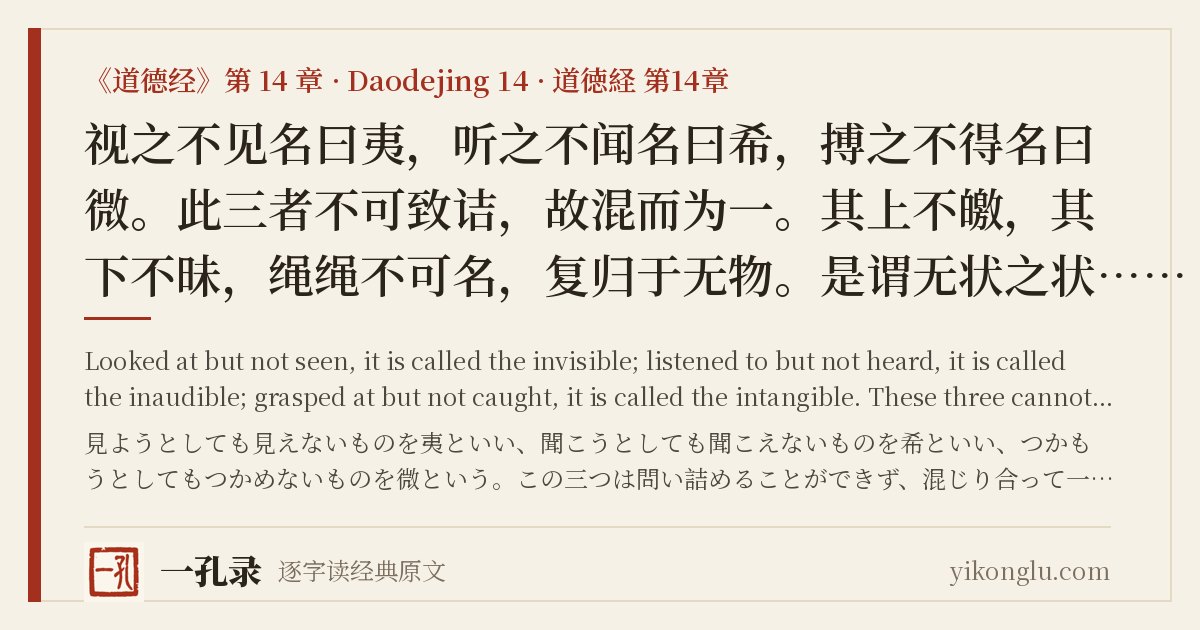 《道德经》第 14 章 · Daodejing 14 · 道徳経 第14章
视之不见名曰夷，听之不闻名曰希，搏之不得名曰
微。此三者不可致诘，故混而为一。其上不皦，其
下不昧，绳绳不可名，复归于无物。是谓无状之状……
Looked at but not seen, it is called the invisible; listened to but not heard, it is called
the inaudible; grasped at but not caught, it is called the intangible. These three cannot...
見ようとしても見えないものを夷といい、聞こうとしても聞こえないものを希といい、つかも
うとしてもつかめないものを微という。この三つは問い詰めることができず、混じり合って一…
一孔
一孔录 逐字读经典原文 yikonglu.com